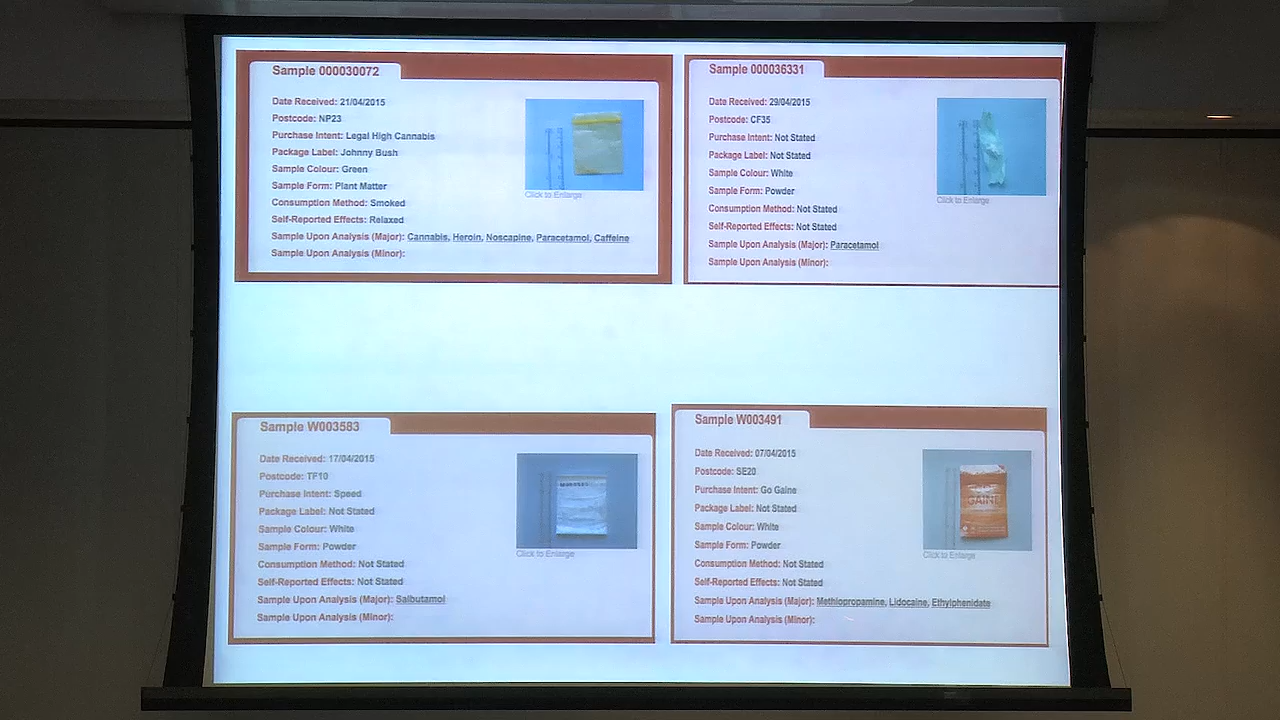 Sample 000030072
Date Received: 21/04/2015
Postcode: NP23
Purchase Intent: Legal High Cannabis
Package Label: Johnny Bush
Sample Colour: Green
Sample Form: Plant Matter
Consumption Method: Smoked
Self-Reported Effects: Relaxed
Sample Upon Analysis (Major): Cannabis, Heroin, Noscapine, Paracetamol, Caffeine
Sample Upon Analysis (Minor):
Click to Enlarge
Sample 000036331
Date Received: 29/04/2015
Postcode: CF35
Purchase Intent: Not Stated
Package Label: Not Stated
Sample Colour: White
Sample Form: Powder
Consumption Method: Not Stated
Self-Reported Effects: Not Stated
Sample Upon Analysis (Major): Paracetamol
Sample Upon Analysis (Minor):
Click to Enlarge
Sample W003583
Date Received: 17/04/2015
Postcode: TF10
Purchase Intent: Speed
Package Label: Not Stated
Sample Colour: White
Sample Form: Powder
Consumption Method: Not Stated
Self-Reported Effects: Not Stated
Sample Upon Analysis (Major): Salbutamol
Sample Upon Analysis (Minor):
Click to Enlarge
Sample W003491
Date Received: 07/04/2015
Postcode: SE20
Purchase Intent: Go Gaine
Package Label: Not Stated
Sample Colour: White
Sample Form: Powder
Consumption Method: Not Stated
Self-Reported Effects: Not Stated
Sample Upon Analysis (Major): Methiopropamine, Lidocaine, Ethylphenidate
Sample Upon Analysis (Minor):
GAINE
Click to Enlarge